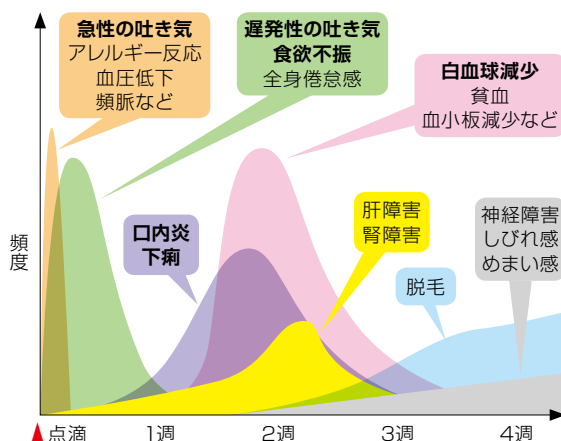 急性の吐き気
アレルギー反応
血圧低下
頻脈など
遅発性の吐き気
食欲不振
全身倦怠感
白血球減少
貧血
血小板減少など
口内炎
下痢
肝障害
腎障害
脱毛
神経障害
しびれ感
めまい感
頻度
点滴
1週
2週
3週
4週